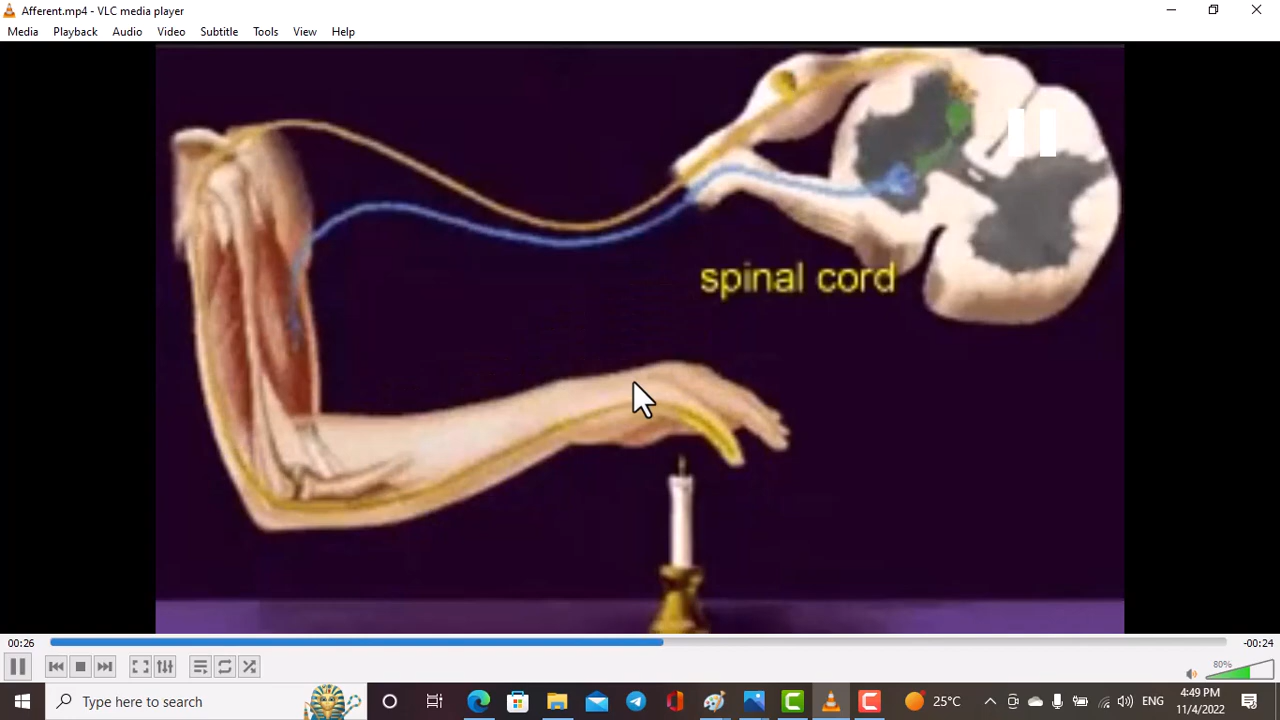 Afferent.mp4 - VLC media player
Media Playback Audio Video Subtitle Tools View Help
spinal cord
00:26
-00:24
80%
Type here to search
25°C
ENG
4:49 PM
11/4/2022